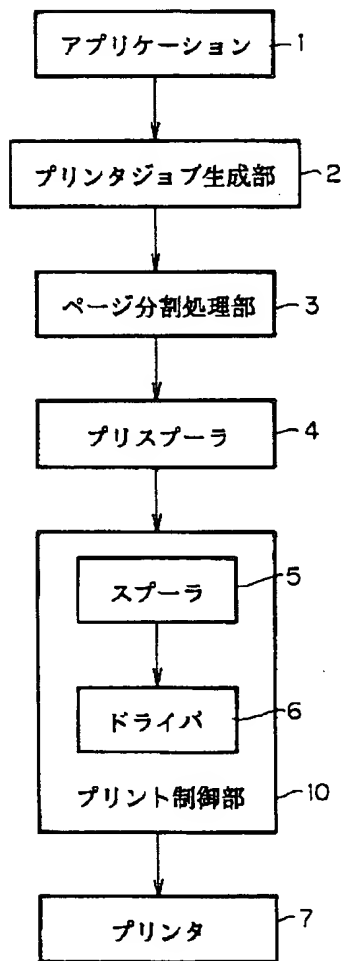 アプリケーション 1
プリンタジョブ生成部 2
ページ分割処理部 3
プリスプーラ 4
スプーラ 5
ドライバ 6
プリント制御部 10
プリンタ 7